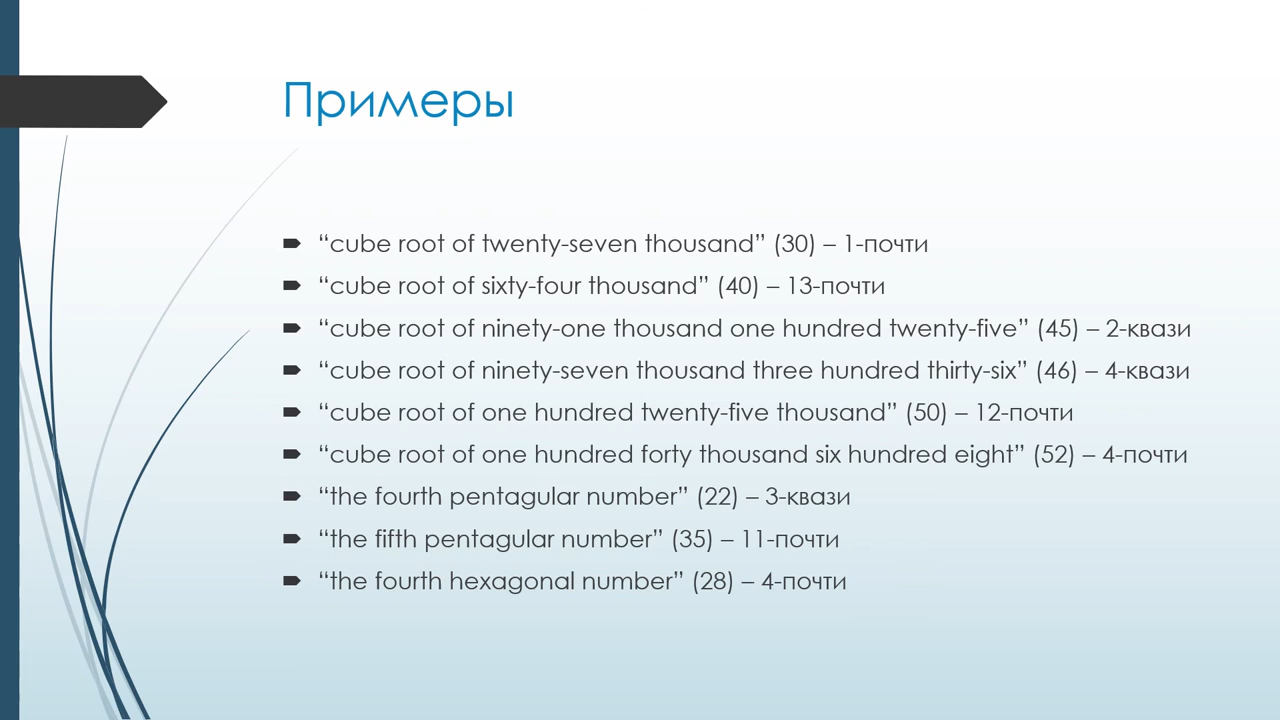 Примеры
“cube root of twenty-seven thousand” (30) – 1-почти
“cube root of sixty-four thousand” (40) – 13-почти
“cube root of ninety-one thousand one hundred twenty-five” (45) – 2-квази
“cube root of ninety-seven thousand three hundred thirty-six” (46) – 4-квази
“cube root of one hundred twenty-five thousand” (50) – 12-почти
“cube root of one hundred forty thousand six hundred eight” (52) – 4-почти
“the fourth pentagular number” (22) – 3-квази
“the fifth pentagular number” (35) – 11-почти
“the fourth hexagonal number” (28) – 4-почти